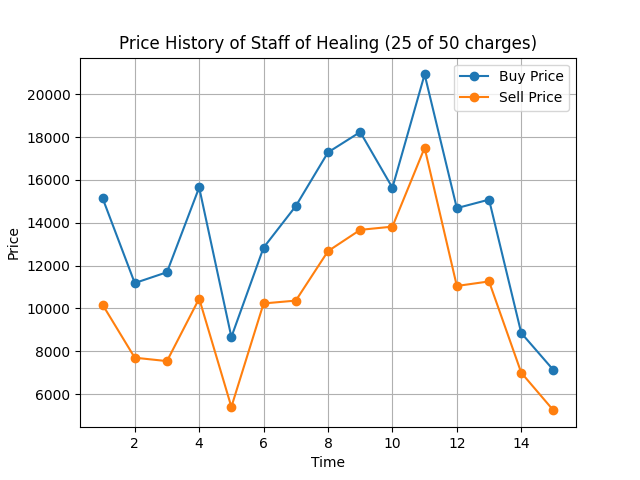 Price History of Staff of Healing (25 of 50 charges)
Buy Price
Sell Price
Price
20000
18000
16000
14000
12000
10000
8000
6000
2 4 6 8 10 12 14
Time